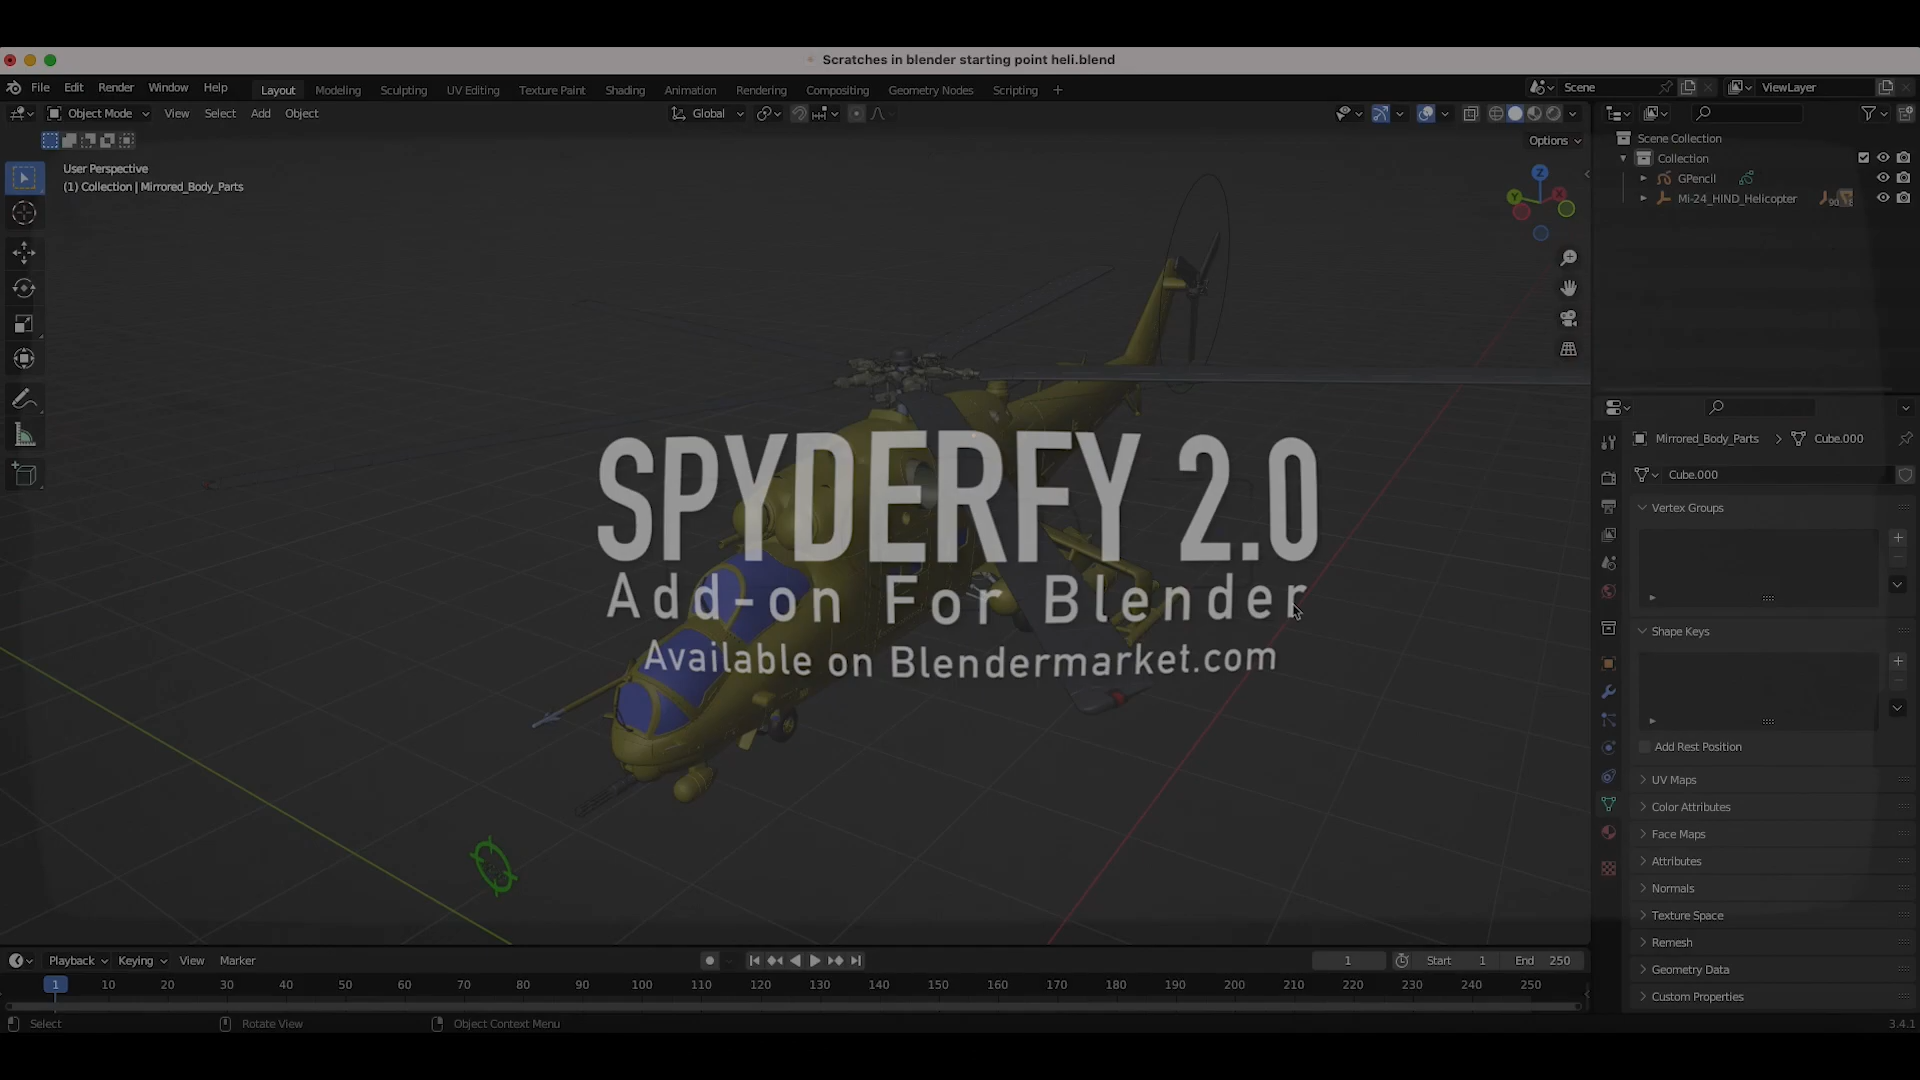 Scratches in blender starting point heli.blend
File Edit Render Window Help Layout Modeling Sculpting UV Editing Texture Paint Shading Animation Rendering Compositing Geometry Nodes Scripting + Scene ViewLayer
Object Mode View Select Add Object Global
Options
User Perspective
(1) Collection | Mirrored_Body_Parts
Z
Y
X
Scene Collection
Collection
GPencil
Mi-24_HIND_Helicopter
Mirrored_Body_Parts > Cube.000
Cube.000
Vertex Groups
Shape Keys
Add Rest Position
UV Maps
Color Attributes
Face Maps
Attributes
Normals
Texture Space
Remesh
Geometry Data
Custom Properties
SPYDERFY 2.0
Add-on For Blender
Available on Blendermarket.com
Playback Keying View Marker 1 Start 1 End 250
1 10 20 30 40 50 60 70 80 90 100 110 120 130 140 150 160 170 180 190 200 210 220 230 240 250
Select Rotate View Object Context Menu 3.4.1